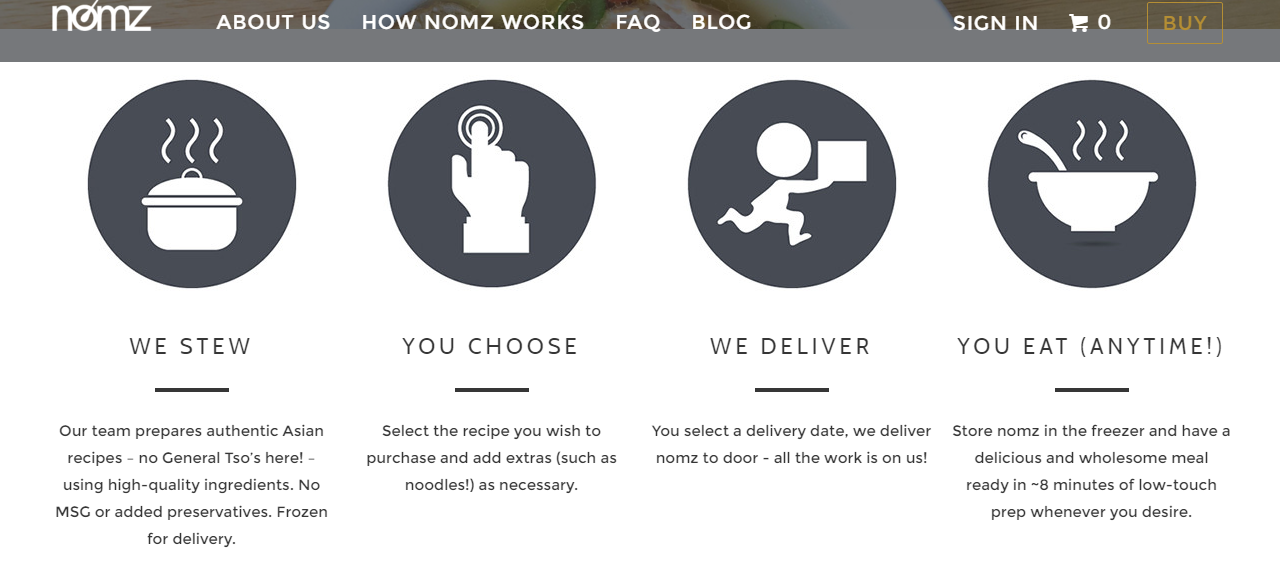 nomz ABOUT US HOW NOMZ WORKS FAQ BLOG SIGN IN 0 BUY
WE STEW
Our team prepares authentic Asian
recipes – no General Tso's here! –
using high-quality ingredients. No
MSG or added preservatives. Frozen
for delivery.
YOU CHOOSE
Select the recipe you wish to
purchase and add extras (such as
noodles!) as necessary.
WE DELIVER
You select a delivery date, we deliver
nomz to door - all the work is on us!
YOU EAT (ANYTIME!)
Store nomz in the freezer and have a
delicious and wholesome meal
ready in ~8 minutes of low-touch
prep whenever you desire.